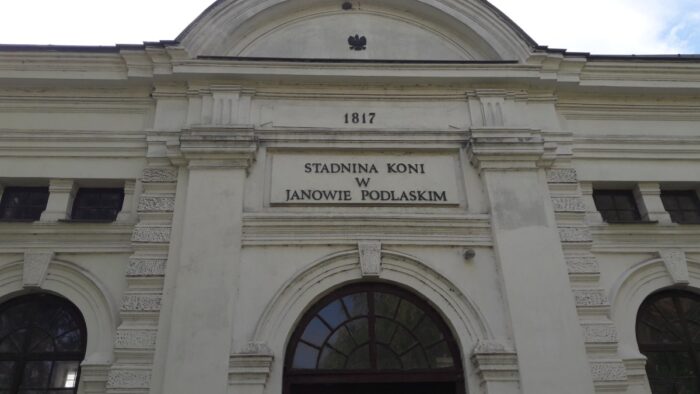 1817
STADNINA KONI
W
JANOWIE PODLASKIM